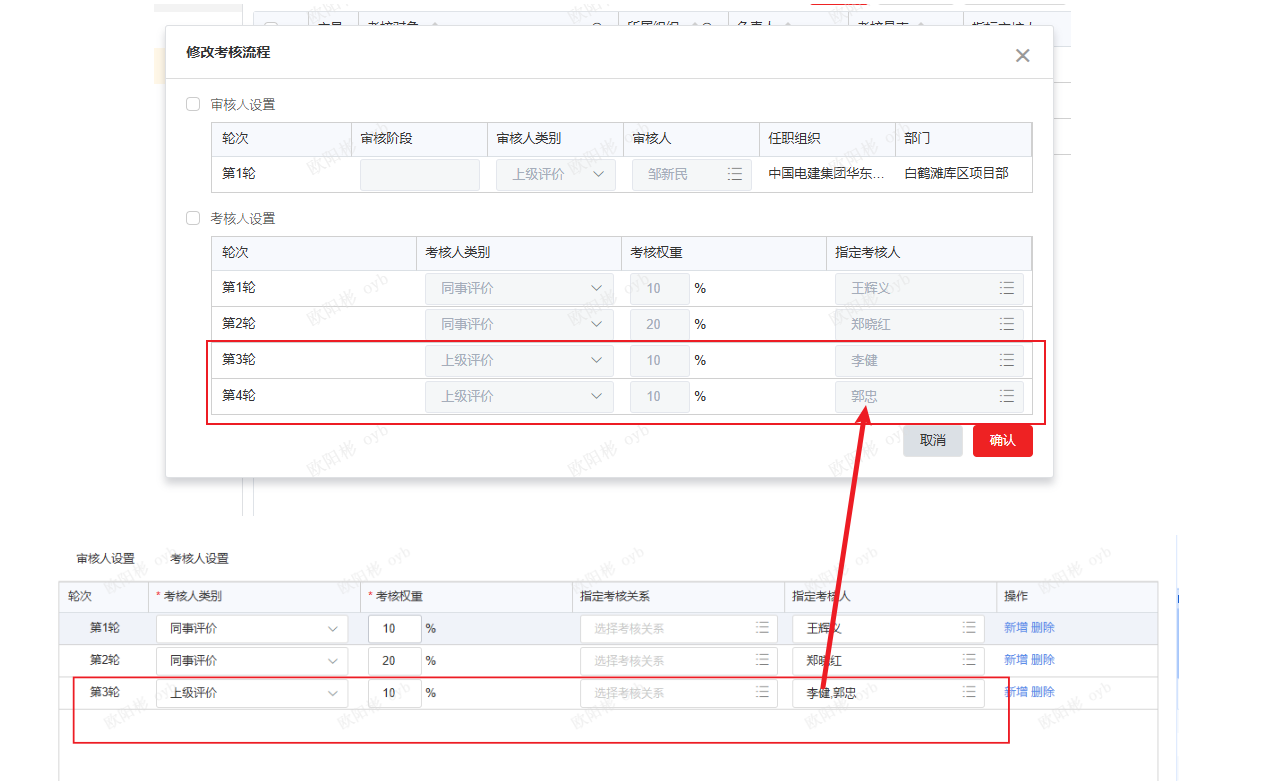 修改考核流程
审核人设置
轮次 审核阶段 审核人类别 审核人 任职组织 部门
第1轮 上级评价 邹新民 中国电建集团华东... 白鹤滩库区项目部
考核人设置
轮次 考核人类别 考核权重 指定考核人
第1轮 同事评价 10 % 王辉义
第2轮 同事评价 20 % 郑晓红
第3轮 上级评价 10 % 李健
第4轮 上级评价 10 % 郭忠
取消 确认
审核人设置 考核人设置
轮次 * 考核人类别 * 考核权重 指定考核关系 指定考核人 操作
第1轮 同事评价 10 % 选择考核关系 王辉义 新增 删除
第2轮 同事评价 20 % 选择考核关系 郑晓红 新增 删除
第3轮 上级评价 10 % 选择考核关系 李健,郭忠 新增 删除
欧阳彬 oyb